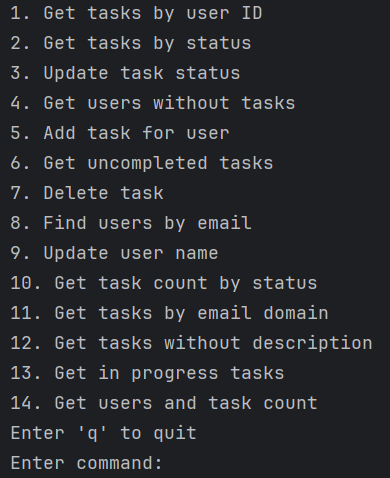 1. Get tasks by user ID
2. Get tasks by status
3. Update task status
4. Get users without tasks
5. Add task for user
6. Get uncompleted tasks
7. Delete task
8. Find users by email
9. Update user name
10. Get task count by status
11. Get tasks by email domain
12. Get tasks without description
13. Get in progress tasks
14. Get users and task count
Enter 'q' to quit
Enter command: